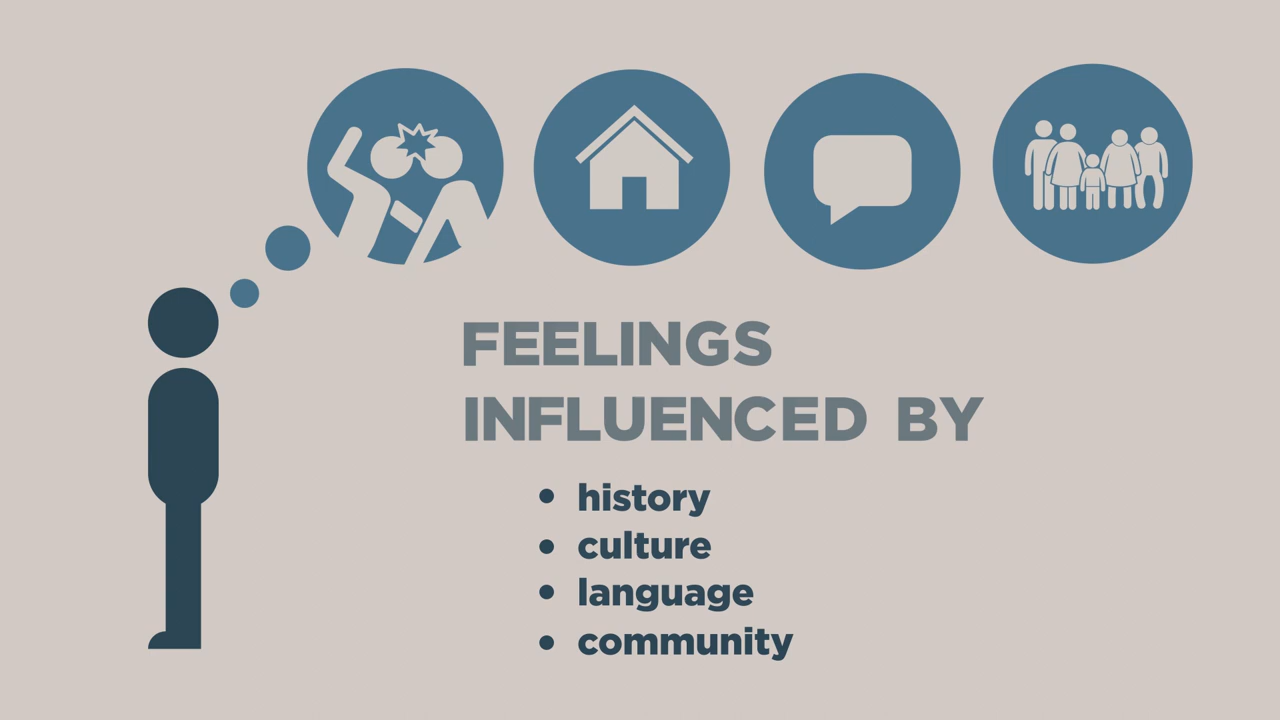 FEELINGS
INFLUENCED BY
• history
• culture
• language
• community